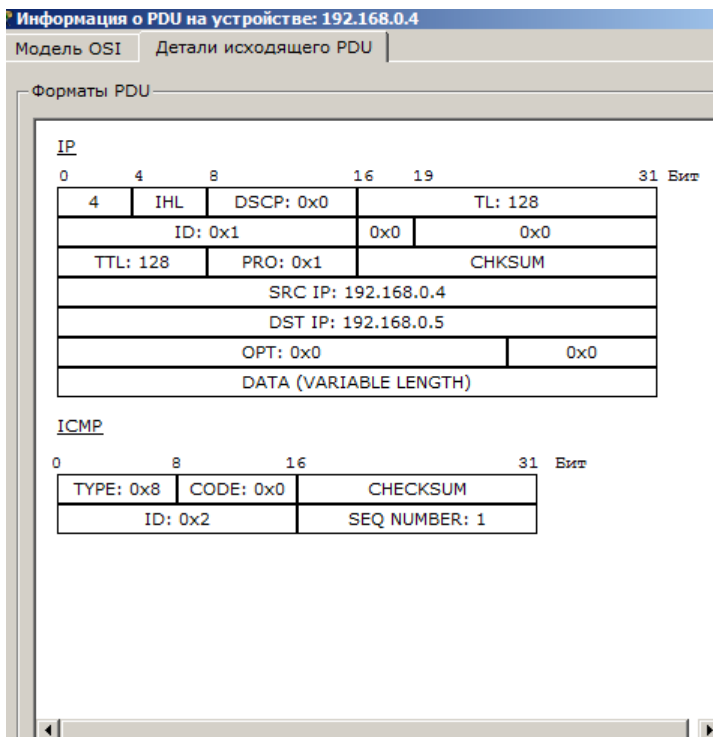 Информация о PDU на устройстве: 192.168.0.4
Модель OSI Детали исходящего PDU
Форматы PDU
IP
0 4 8 16 19 31 Бит
4 IHL DSCP: 0x0 TL: 128
ID: 0x1 0x0 0x0
TTL: 128 PRO: 0x1 CHKSUM
SRC IP: 192.168.0.4
DST IP: 192.168.0.5
OPT: 0x0 0x0
DATA (VARIABLE LENGTH)
ICMP
0 8 16 31 Бит
TYPE: 0x8 CODE: 0x0 CHECKSUM
ID: 0x2 SEQ NUMBER: 1